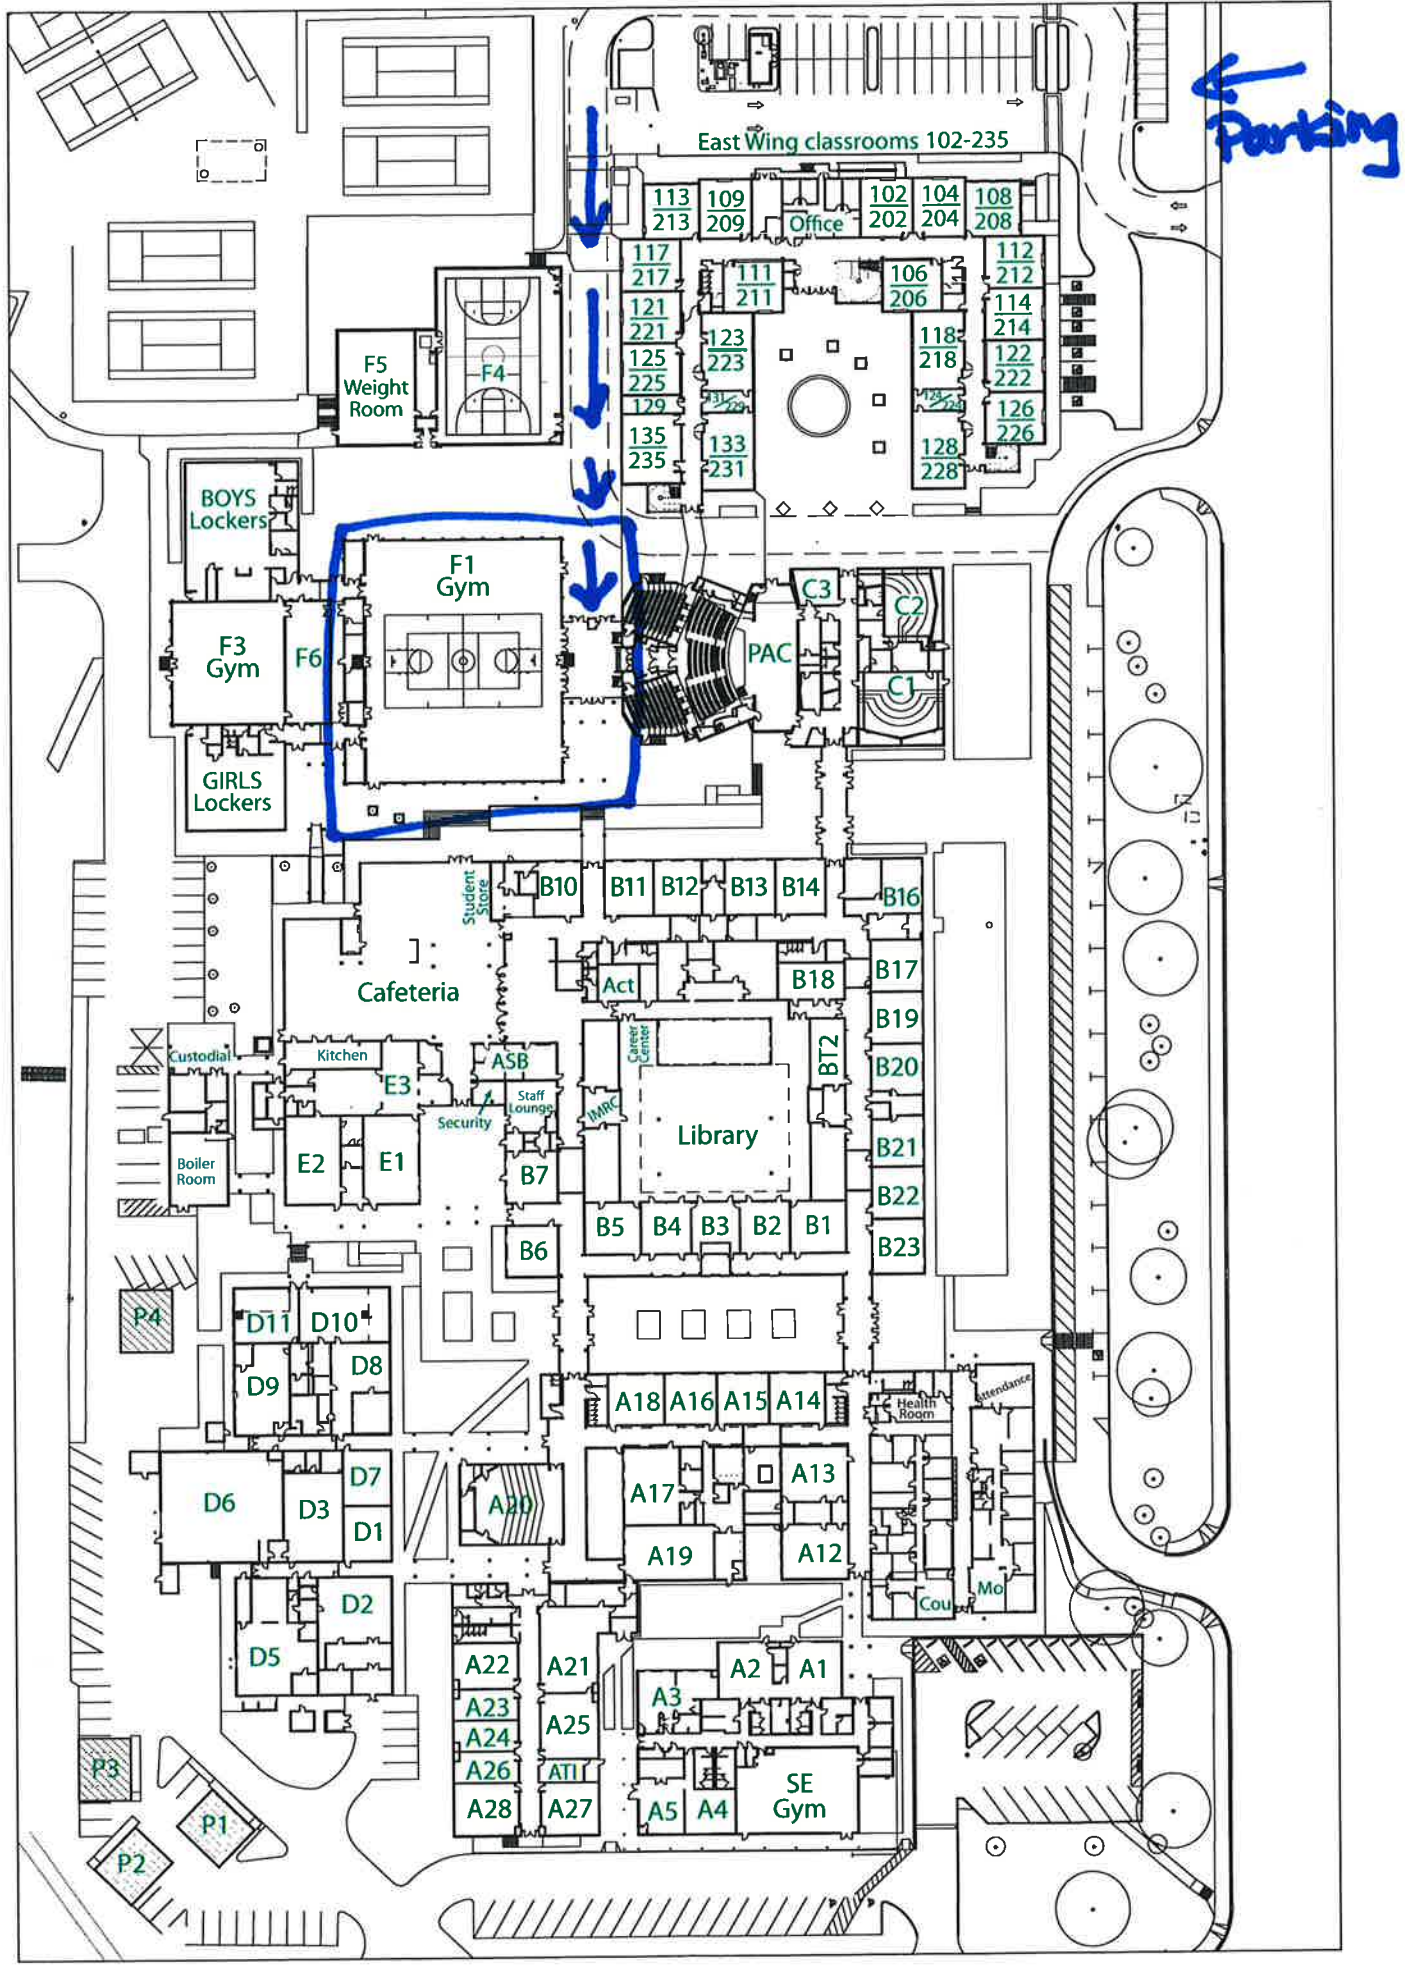 Parking
East Wing classrooms 102-235
113
213
109
209
Office
102
202
104
204
108
208
117
217
111
211
106
206
112
212
121
221
114
214
123
223
118
218
125
225
122
222
F5
Weight
Room
F4
129
131/229
124/224
126
226
135
235
133
231
128
228
BOYS
Lockers
F1
Gym
C3
C2
F3
Gym
F6
PAC
C1
GIRLS
Lockers
Student
Store
B10
B11
B12
B13
B14
B16
Cafeteria
Act
B18
B17
Career
Center
BT2
B19
Custodial
Kitchen
ASB
B20
E3
Staff
Lounge
IMRC
Security
Library
B21
Boiler
Room
E2
E1
B7
B22
B6
B5
B4
B3
B2
B1
B23
P4
D11
D10
D9
D8
A18
A16
A15
A14
Health
Room
Attendance
D7
A17
A13
D6
D3
A20
D1
A19
A12
D2
Cou
Mo
D5
A22
A21
A2
A1
A3
A23
A25
A24
P3
A26
ATI
SE
Gym
A28
A27
A5
A4
P1
P2